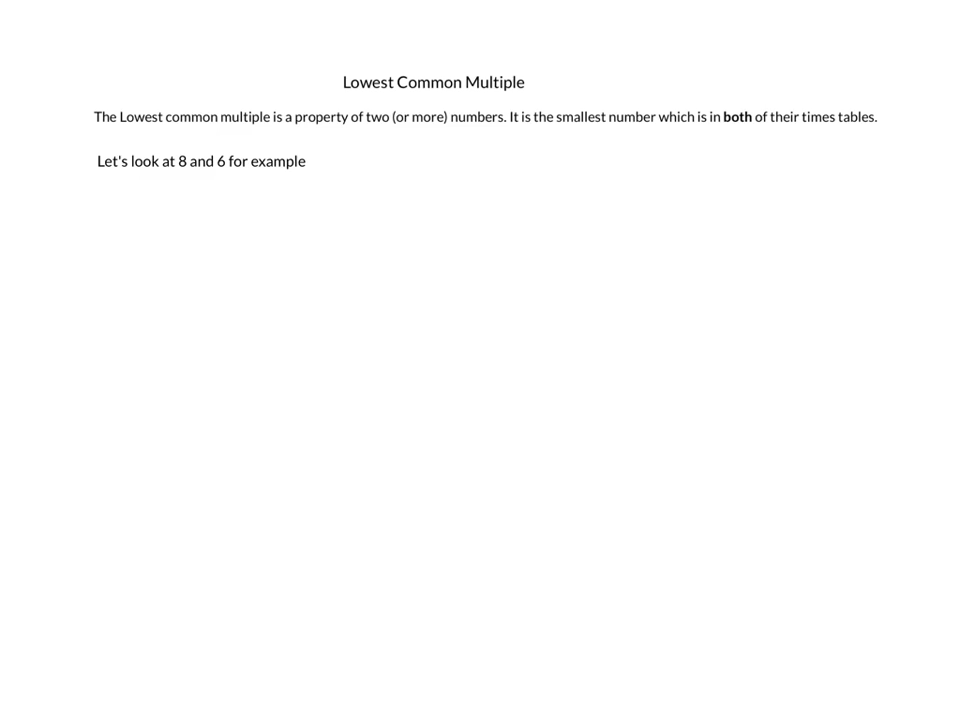 Lowest Common Multiple
The Lowest common multiple is a property of two (or more) numbers. It is the smallest number which is in both of their times tables.
Let's look at 8 and 6 for example